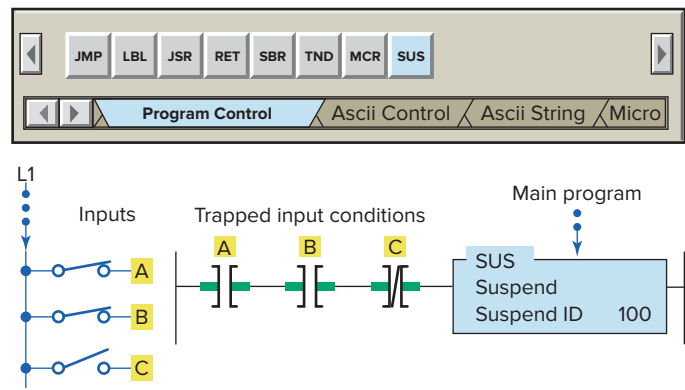 JMP LBL JSR RET SBR TND MCR SUS
Program Control Ascii Control Ascii String Micro
L1
Inputs
Trapped input conditions
Main program
A
B
C
A
B
C
SUS
Suspend
Suspend ID 100